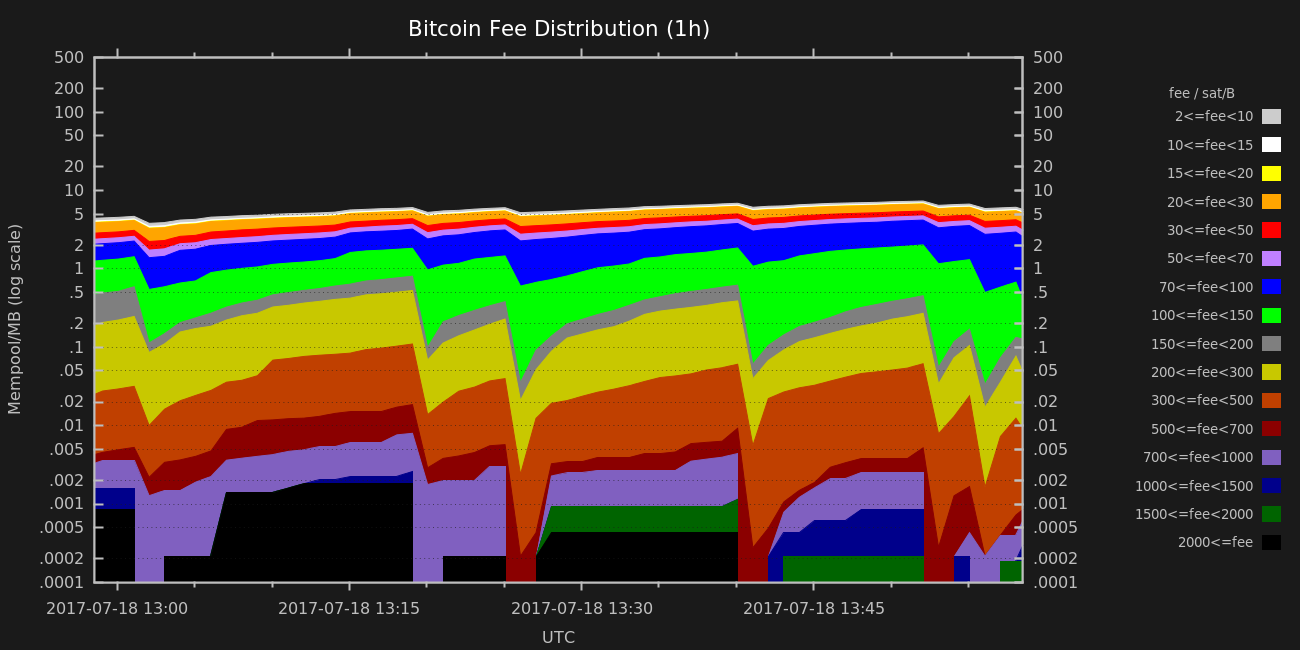 Bitcoin Fee Distribution (1h)
Mempool/MB (log scale)
500
200
100
50
20
10
5
2
1
.5
.2
.1
.05
.02
.01
.005
.002
.001
.0005
.0002
.0001
500
200
100
50
20
10
5
2
1
.5
.2
.1
.05
.02
.01
.005
.002
.001
.0005
.0002
.0001
2017-07-18 13:00
2017-07-18 13:15
2017-07-18 13:30
2017-07-18 13:45
UTC
fee / sat/B
2<=fee<10
10<=fee<15
15<=fee<20
20<=fee<30
30<=fee<50
50<=fee<70
70<=fee<100
100<=fee<150
150<=fee<200
200<=fee<300
300<=fee<500
500<=fee<700
700<=fee<1000
1000<=fee<1500
1500<=fee<2000
2000<=fee